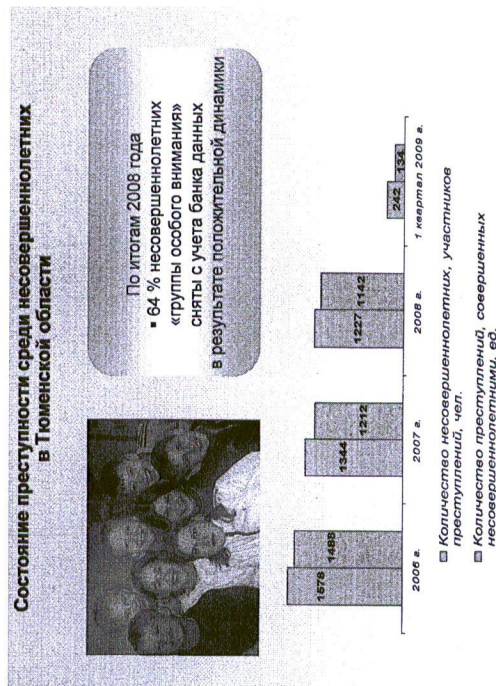 Состояние преступности среди несовершеннолетних
в Тюменской области
По итогам 2008 года
▪ 64 % несовершеннолетних
«группы особого внимания»
сняты с учета банка данных
в результате положительной динамики
1578
1488
1344
1212
1227
1142
242
134
2006 г.
2007 г.
2008 г.
1 квартал 2009 г.
Количество несовершеннолетних, участников
преступлений, чел.
Количество преступлений, совершенных
несовершеннолетними, ед.